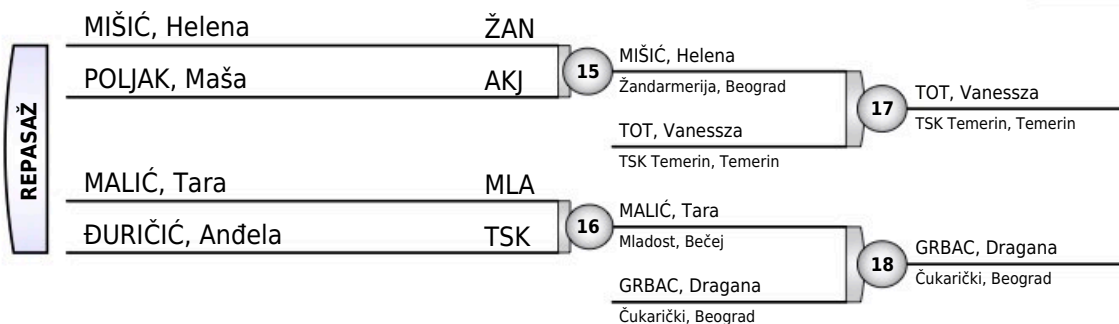 REPASAŽ
MIŠIĆ, Helena ŽAN
POLJAK, Maša AKJ
15
MIŠIĆ, Helena
Žandarmerija, Beograd
TOT, Vanessza
TSK Temerin, Temerin
17
TOT, Vanessza
TSK Temerin, Temerin
MALIĆ, Tara MLA
ĐURIČIĆ, Anđela TSK
16
MALIĆ, Tara
Mladost, Bečej
GRBAC, Dragana
Čukarički, Beograd
18
GRBAC, Dragana
Čukarički, Beograd